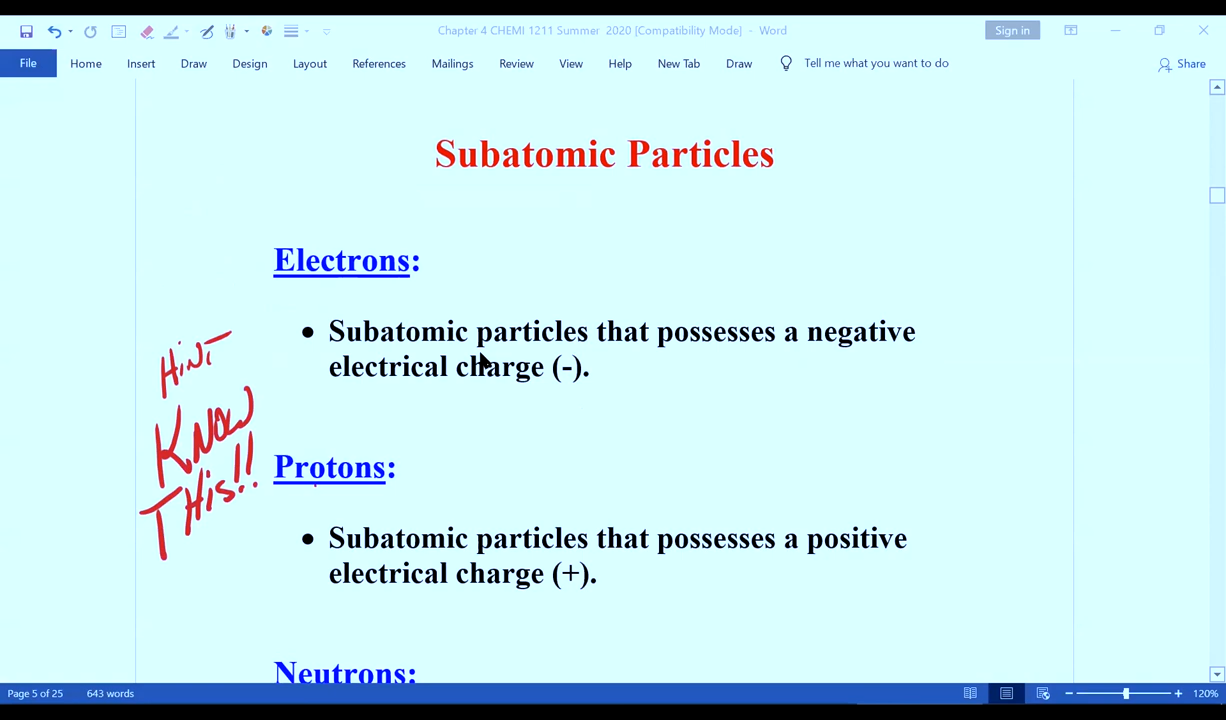 Chapter 4 CHEMI 1211 Summer 2020 [Compatibility Mode] - Word
Sign in
File Home Insert Draw Design Layout References Mailings Review View Help New Tab Draw Tell me what you want to do Share
Subatomic Particles
Electrons:
• Subatomic particles that possesses a negative
electrical charge (-).
HiNT
KNOW
THis!!
Protons:
• Subatomic particles that possesses a positive
electrical charge (+).
Neutrons:
Page 5 of 25 643 words 120%